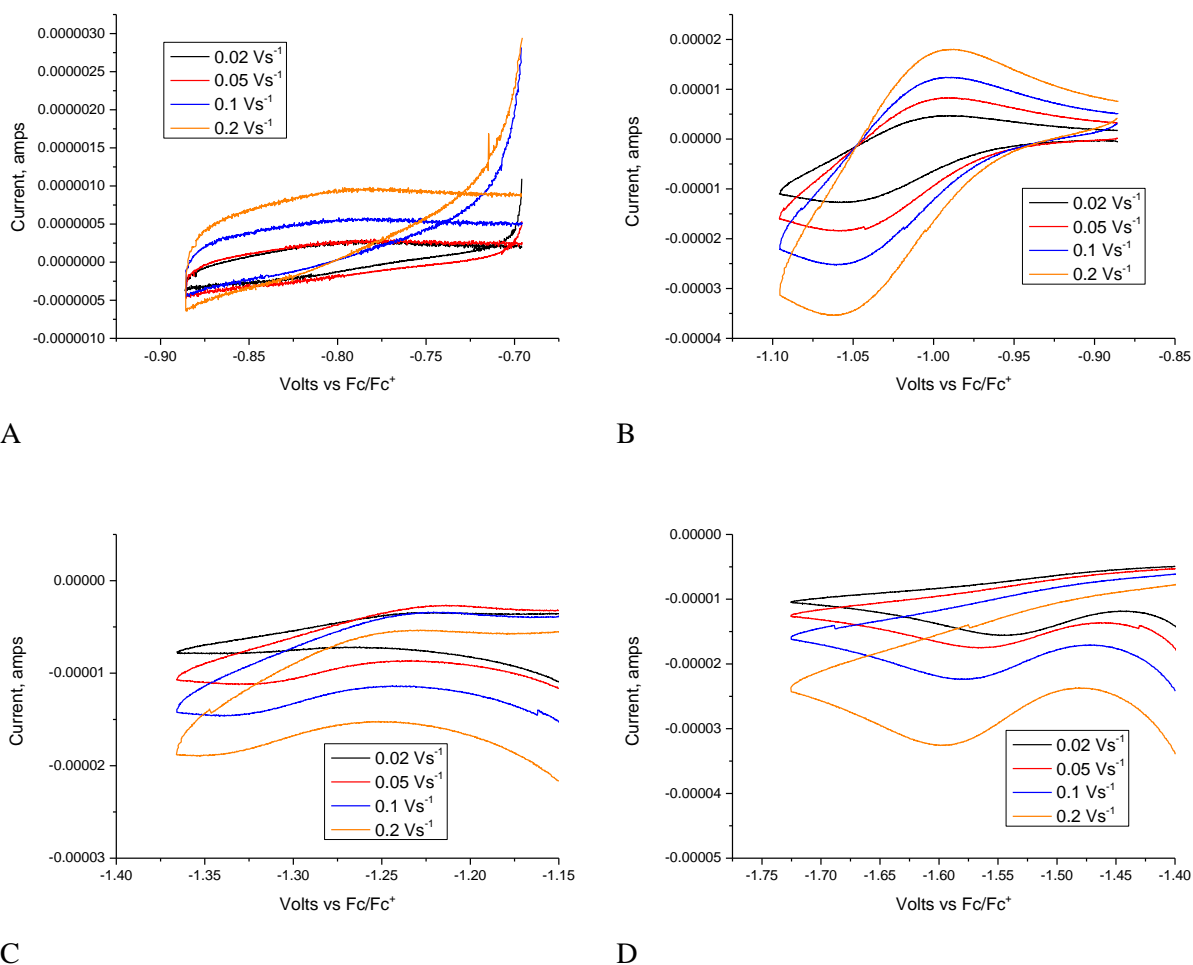 0.0000030
0.0000025
0.0000020
0.0000015
0.0000010
0.0000005
0.0000000
-0.0000005
-0.0000010
Current, amps
0.02 Vs⁻¹
0.05 Vs⁻¹
0.1 Vs⁻¹
0.2 Vs⁻¹
-0.90 -0.85 -0.80 -0.75 -0.70
Volts vs Fc/Fc⁺
A
0.00002
0.00001
0.00000
-0.00001
-0.00002
-0.00003
-0.00004
Current, amps
0.02 Vs⁻¹
0.05 Vs⁻¹
0.1 Vs⁻¹
0.2 Vs⁻¹
-1.10 -1.05 -1.00 -0.95 -0.90 -0.85
Volts vs Fc/Fc⁺
B
0.00000
-0.00001
-0.00002
-0.00003
Current, amps
0.02 Vs⁻¹
0.05 Vs⁻¹
0.1 Vs⁻¹
0.2 Vs⁻¹
-1.40 -1.35 -1.30 -1.25 -1.20 -1.15
Volts vs Fc/Fc⁺
C
0.00000
-0.00001
-0.00002
-0.00003
-0.00004
-0.00005
Current, amps
0.02 Vs⁻¹
0.05 Vs⁻¹
0.1 Vs⁻¹
0.2 Vs⁻¹
-1.75 -1.70 -1.65 -1.60 -1.55 -1.50 -1.45 -1.40
Volts vs Fc/Fc⁺
D